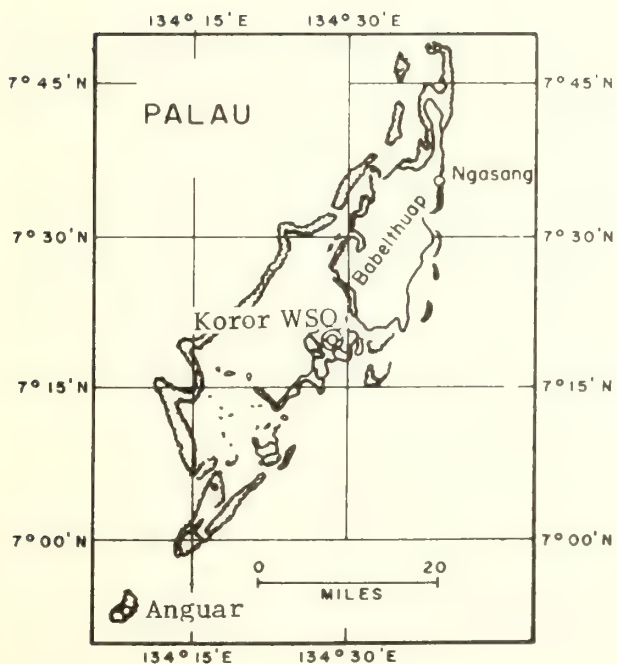 134° 15' E 134° 30' E
7° 45' N 7° 45' N
PALAU
Ngasang
Babelthuap
7° 30' N 7° 30' N
Koror WSO
7° 15' N 7° 15' N
7° 00' N 7° 00' N
0 20
MILES
Anguar
134° 15' E 134° 30' E